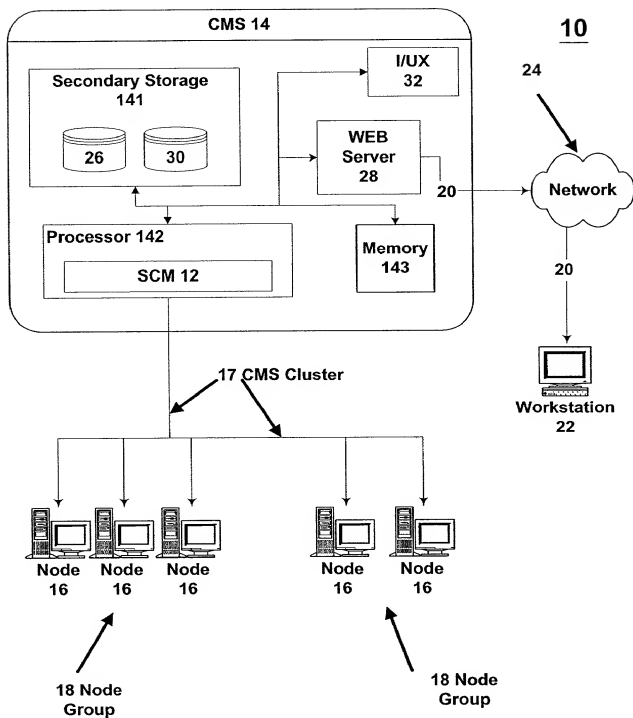 CMS 14
10
I/UX
32
24
Secondary Storage
141
26
30
WEB
Server
28
20
Network
Processor 142
SCM 12
Memory
143
20
17 CMS Cluster
Workstation
22
Node
16
Node
16
Node
16
Node
16
Node
16
18 Node
Group
18 Node
Group